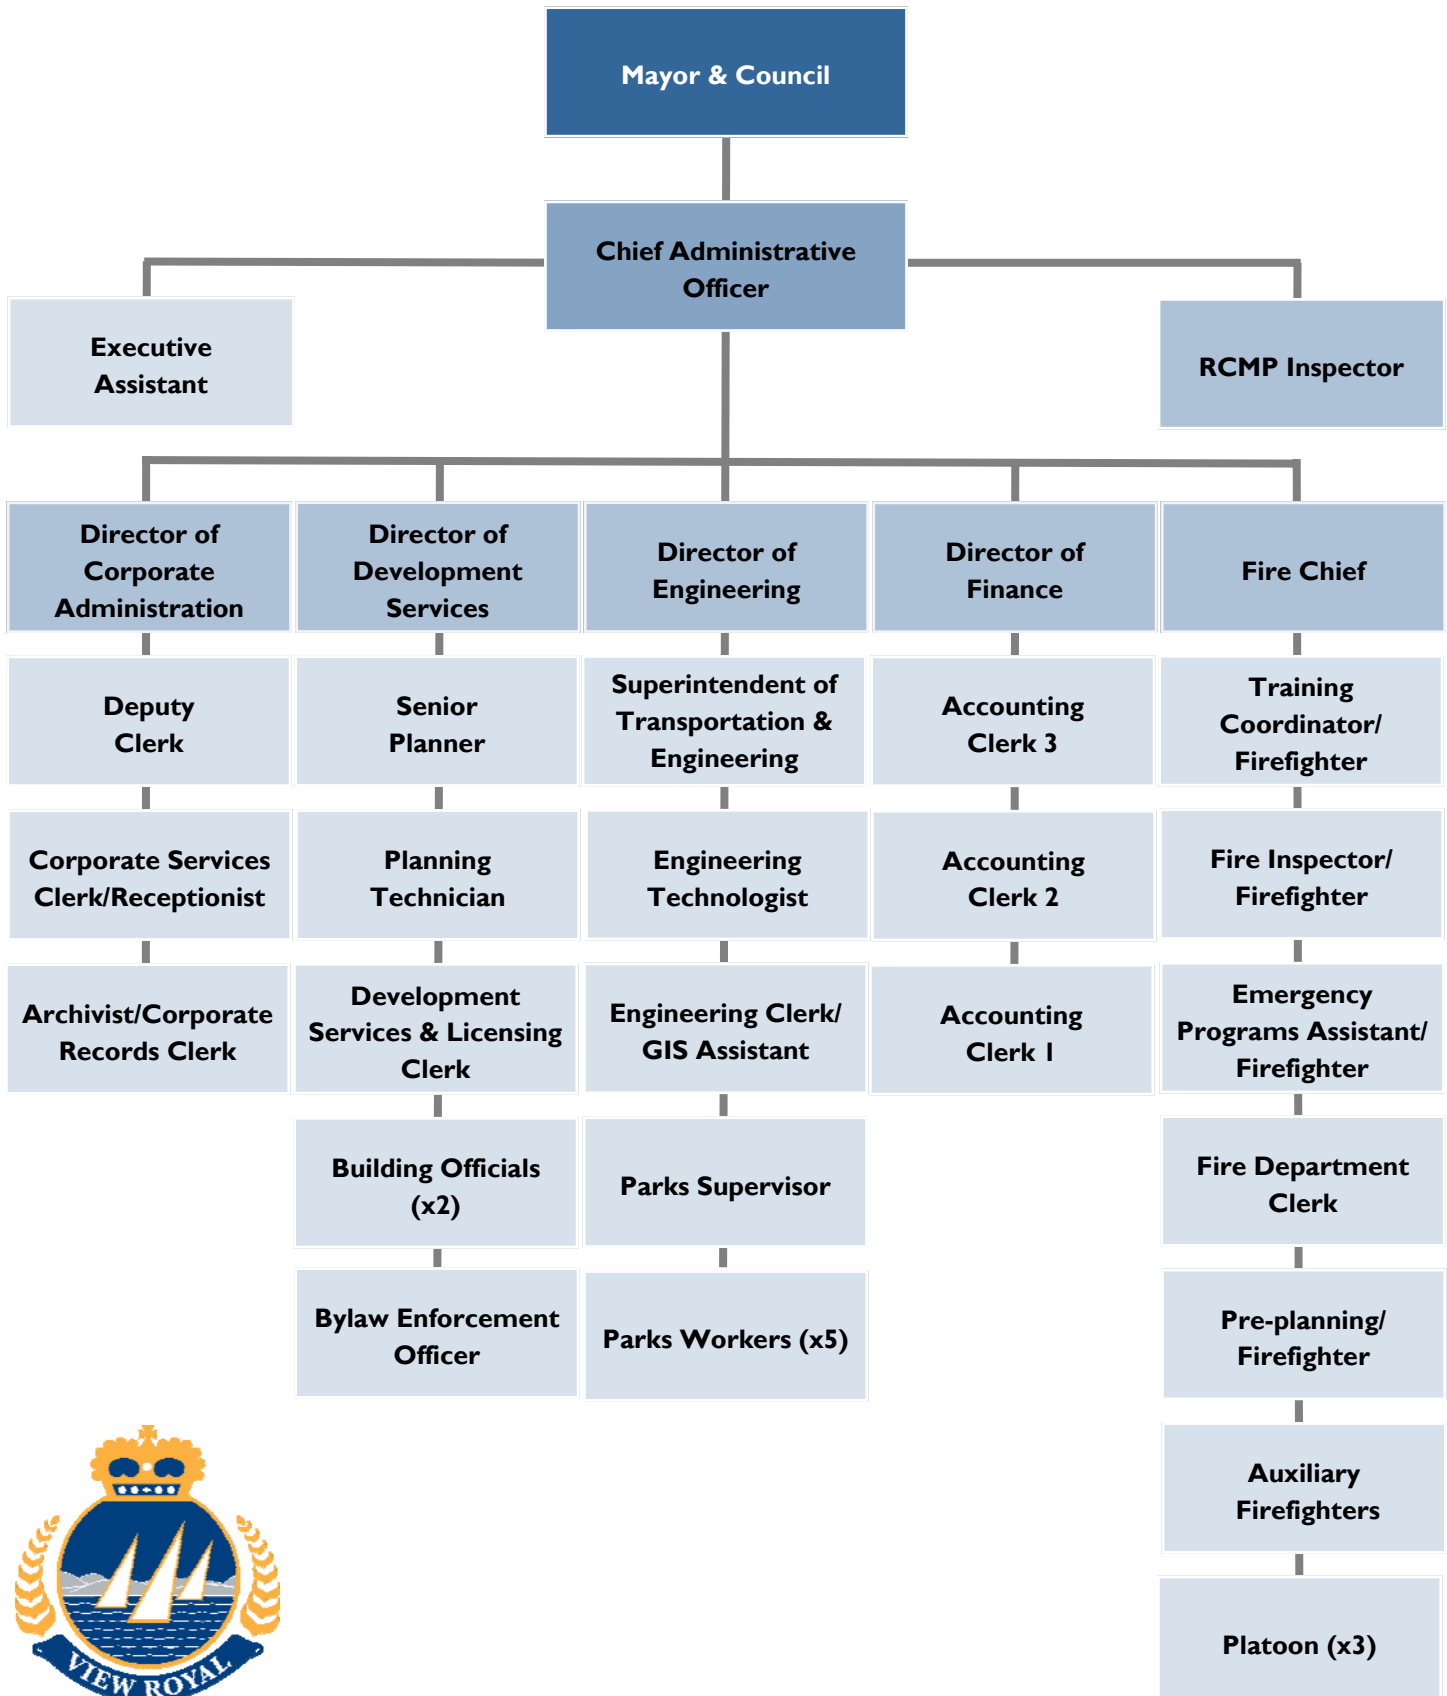 Mayor & Council
Chief Administrative
Officer
Executive
Assistant
RCMP Inspector
Director of
Corporate
Administration
Director of
Development
Services
Director of
Engineering
Director of
Finance
Fire Chief
Deputy
Clerk
Senior
Planner
Superintendent of
Transportation &
Engineering
Accounting
Clerk 3
Training
Coordinator/
Firefighter
Corporate Services
Clerk/Receptionist
Planning
Technician
Engineering
Technologist
Accounting
Clerk 2
Fire Inspector/
Firefighter
Archivist/Corporate
Records Clerk
Development
Services & Licensing
Clerk
Engineering Clerk/
GIS Assistant
Accounting
Clerk 1
Emergency
Programs Assistant/
Firefighter
Building Officials
(x2)
Parks Supervisor
Fire Department
Clerk
Bylaw Enforcement
Officer
Parks Workers (x5)
Pre-planning/
Firefighter
Auxiliary
Firefighters
Platoon (x3)
VIEW ROYAL